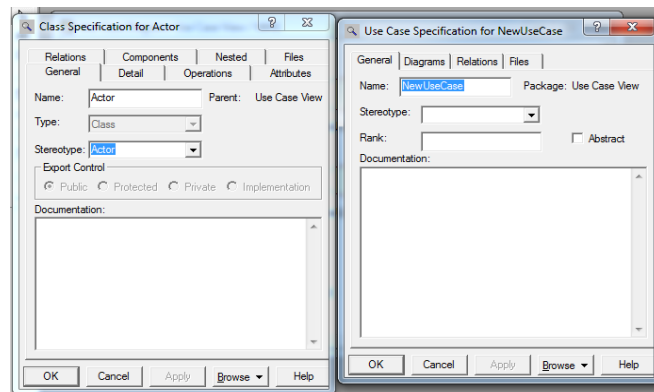 Class Specification for Actor
Relations Components Nested Files
General Detail Operations Attributes
Name: Actor Parent: Use Case View
Type: Class
Stereotype: Actor
Export Control
Public Protected Private Implementation
Documentation:
OK Cancel Apply Browse Help
Use Case Specification for NewUseCase
General Diagrams Relations Files
Name: NewUseCase Package: Use Case View
Stereotype:
Rank: Abstract
Documentation:
OK Cancel Apply Browse Help